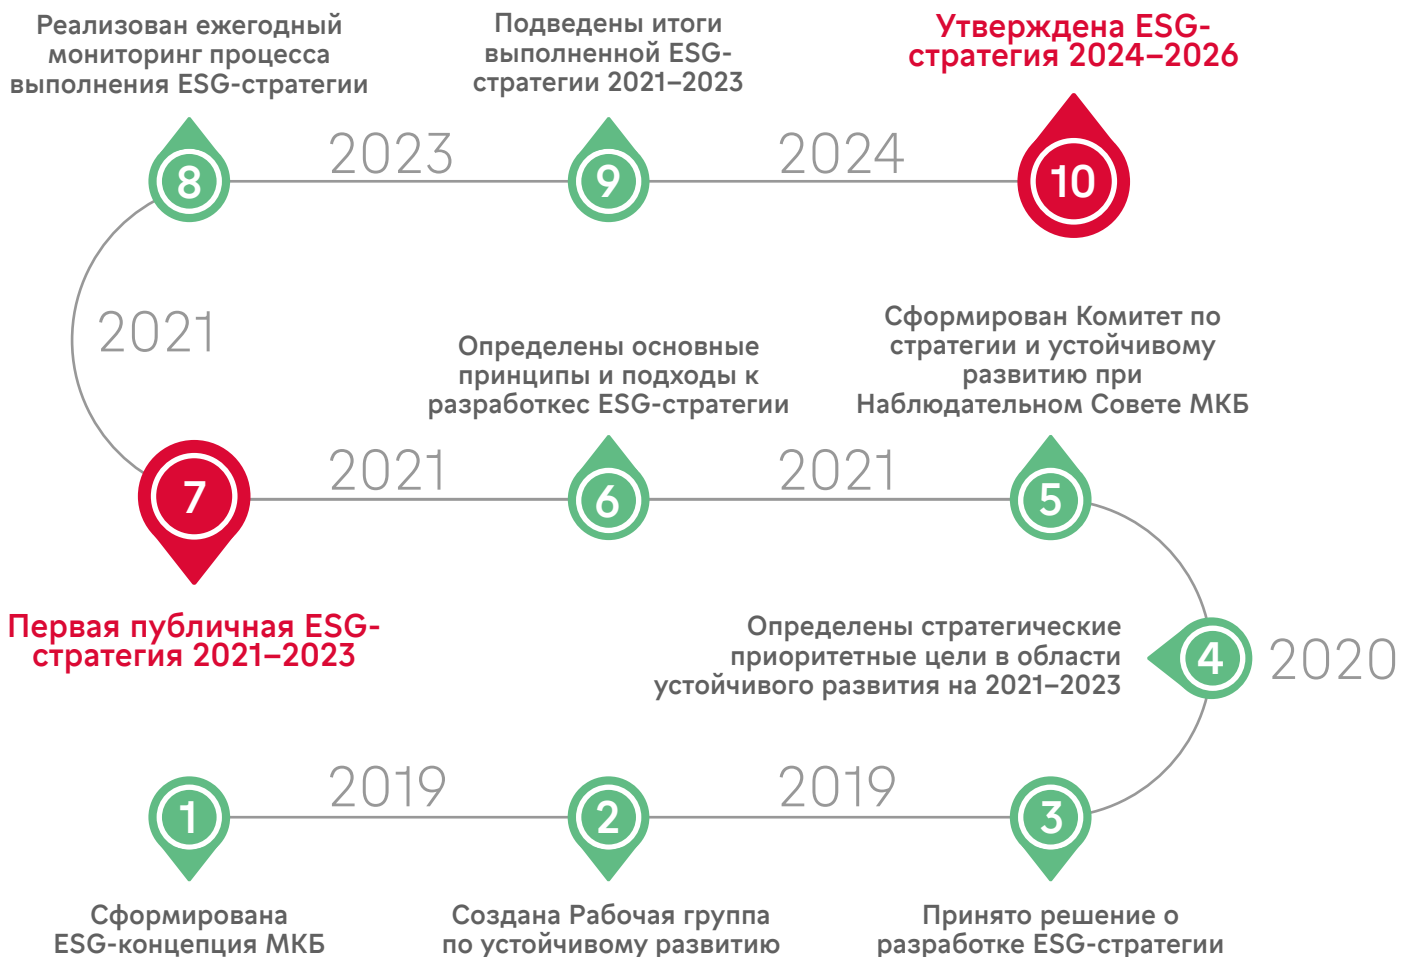 Реализован ежегодный
мониторинг процесса
выполнения ESG-стратегии
Подведены итоги
выполненной ESG-
стратегии 2021–2023
Утверждена ESG-
стратегия 2024–2026
8
2023
9
2024
10
2021
Определены основные
принципы и подходы к
разработкес ESG-стратегии
Сформирован Комитет по
стратегии и устойчивому
развитию при
Наблюдательном Совете МКБ
7
2021
6
2021
5
Первая публичная ESG-
стратегия 2021–2023
Определены стратегические
приоритетные цели в области
устойчивого развития на 2021–2023
4
2020
1
2019
2
2019
3
Сформирована
ESG-концепция МКБ
Создана Рабочая группа
по устойчивому развитию
Принято решение о
разработке ESG-стратегии